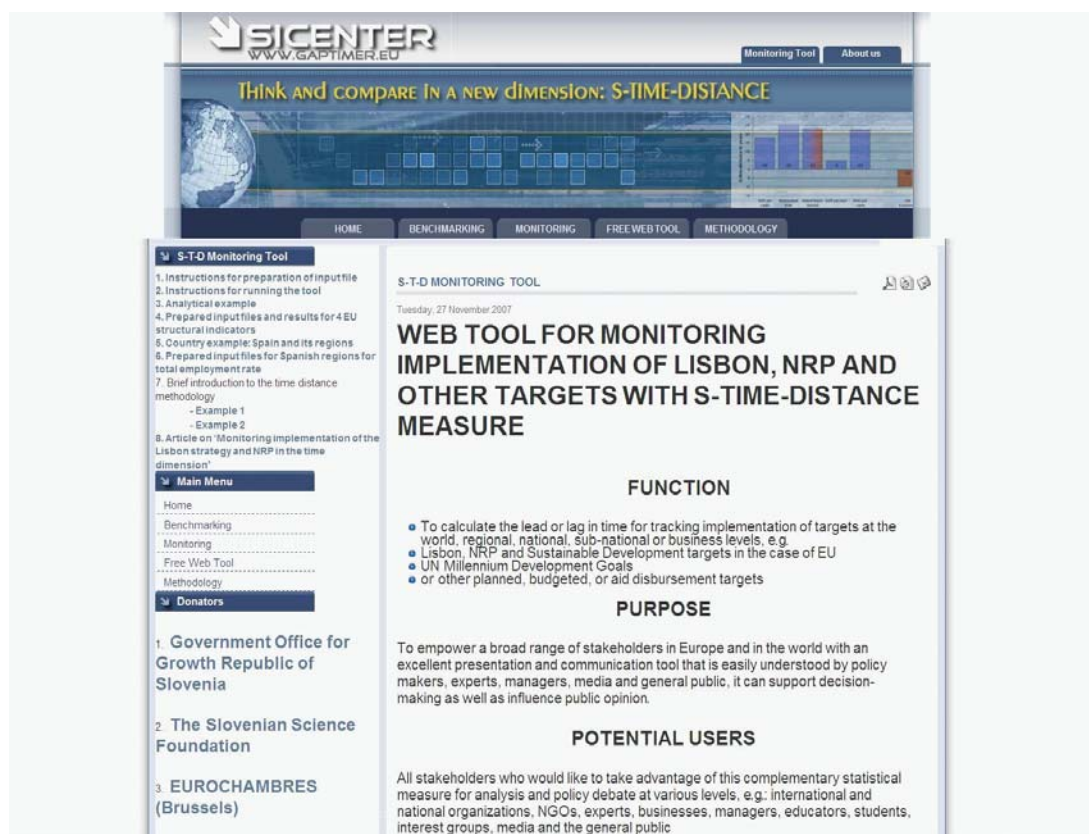 SICENTER
WWW.GAPTIMER.EU
Monitoring Tool
About us
THINK AND COMPARE IN A NEW DIMENSION: S-TIME-DISTANCE
HOME
BENCHMARKING
MONITORING
FREE WEB TOOL
METHODOLOGY
S-T-D Monitoring Tool
1. Instructions for preparation of input file
2. Instructions for running the tool
3. Analytical example
4. Prepared input files and results for 4 EU
structural indicators
5. Country example: Spain and its regions
6. Prepared input files for Spanish regions for
total employment rate
7. Brief introduction to the time distance
methodology
- Example 1
- Example 2
8. Article on 'Monitoring implementation of the
Lisbon strategy and NRP in the time
dimension'
Main Menu
Home
Benchmarking
Monitoring
Free Web Tool
Methodology
Donators
1. Government Office for
Growth Republic of
Slovenia
2. The Slovenian Science
Foundation
3. EUROCHAMBRES
(Brussels)
S-T-D MONITORING TOOL
Tuesday, 27 November 2007
WEB TOOL FOR MONITORING
IMPLEMENTATION OF LISBON, NRP AND
OTHER TARGETS WITH S-TIME-DISTANCE
MEASURE
FUNCTION
To calculate the lead or lag in time for tracking implementation of targets at the
world, regional, national, sub-national or business levels, e.g.
Lisbon, NRP and Sustainable Development targets in the case of EU
UN Millennium Development Goals
or other planned, budgeted, or aid disbursement targets
PURPOSE
To empower a broad range of stakeholders in Europe and in the world with an
excellent presentation and communication tool that is easily understood by policy
makers, experts, managers, media and general public, it can support decision-
making as well as influence public opinion.
POTENTIAL USERS
All stakeholders who would like to take advantage of this complementary statistical
measure for analysis and policy debate at various levels, e.g.: international and
national organizations, NGOs, experts, businesses, managers, educators, students,
interest groups, media and the general public